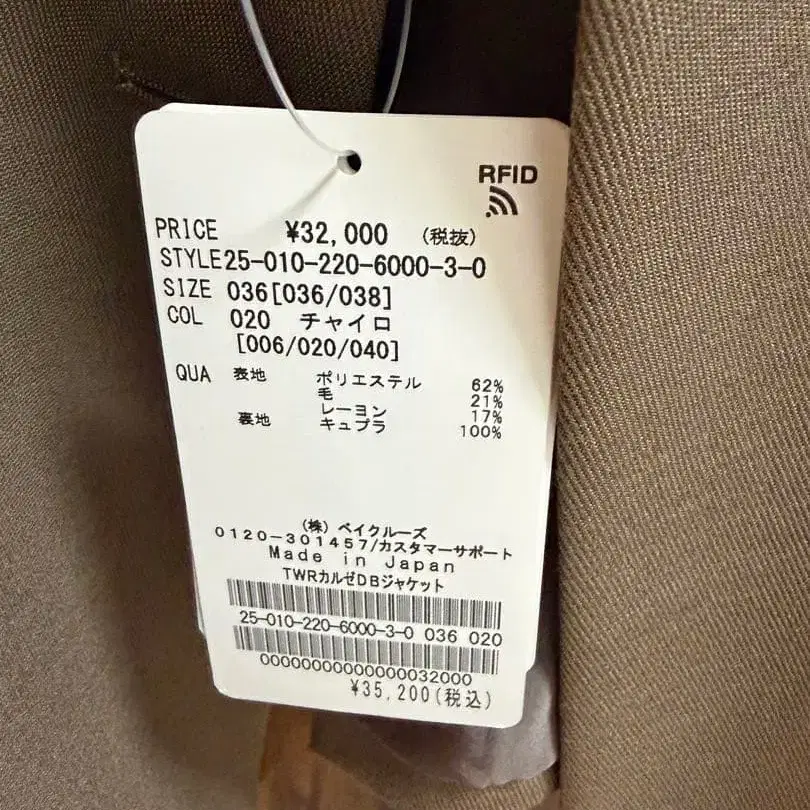 RFID
PRICE ¥32,000 (税抜)
STYLE25-010-220-6000-3-0
SIZE 036[036/038]
COL 020 チャイロ
[006/020/040]
QUA 表地 ポリエステル 62%
毛 21%
レーヨン 17%
裏地 キュプラ 100%
(株) ベイクルーズ
0120-301457/カスタマーサポート
Made in Japan
TWRカルゼDBジャケット
25-010-220-6000-3-0 036 020
00000000000000032000
¥35,200(税込)